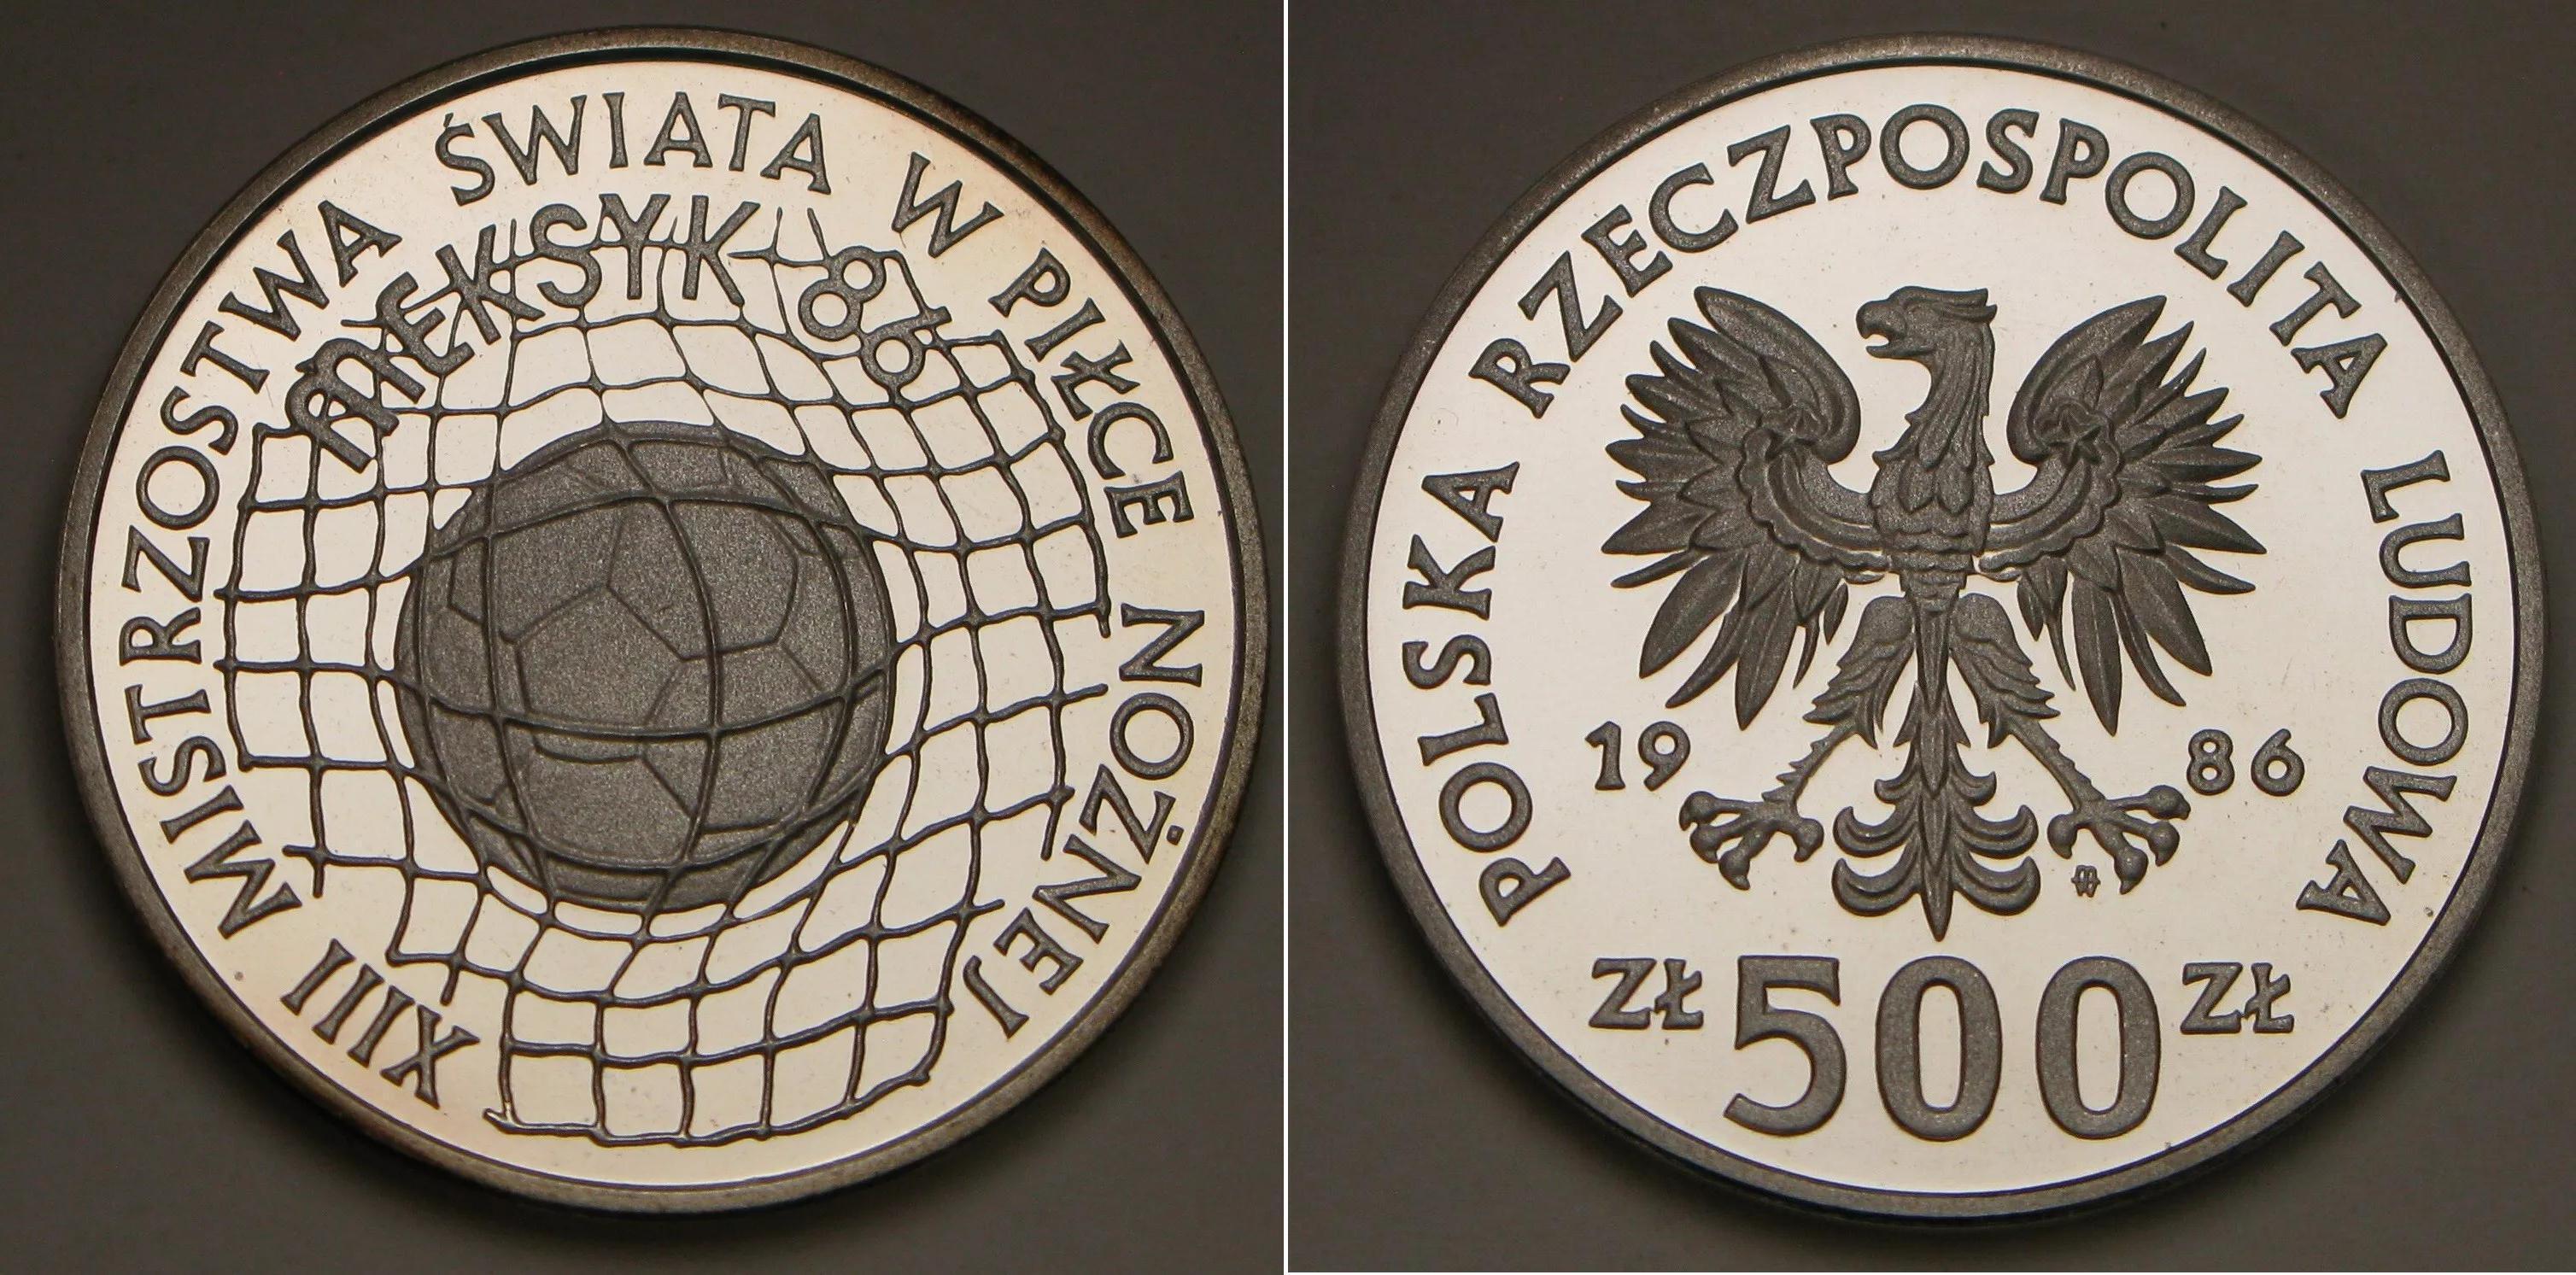 XIII MISTRZOSTWA ŚWIATA W PIŁCE NOŻNEJ
MEKSYK 86
POLSKA RZECZPOSPOLITA LUDOWA
19 86
ZŁ 500 ZŁ